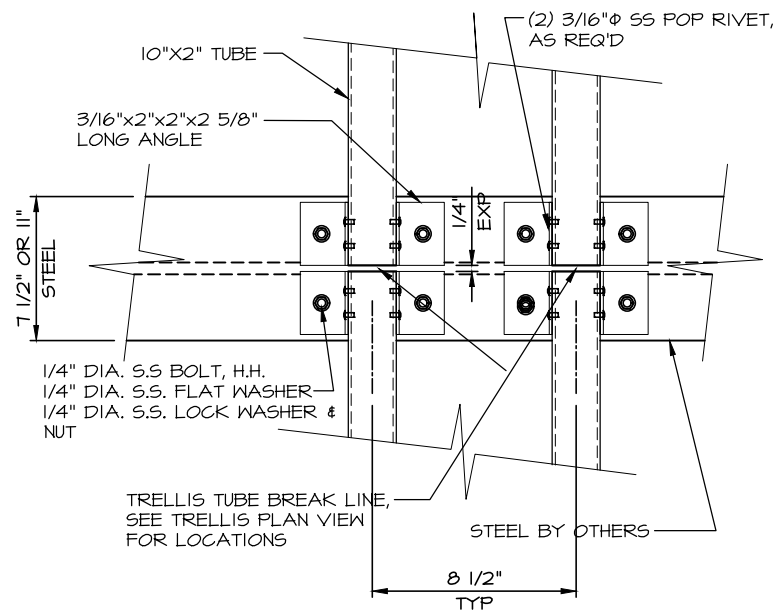 (2) 3/16"Φ SS POP RIVET,
AS REQ'D
10"X2" TUBE
3/16"x2"x2"x2 5/8"
LONG ANGLE
1/4"
EXP
7 1/2" OR 11"
STEEL
1/4" DIA. S.S BOLT, H.H.
1/4" DIA. S.S. FLAT WASHER
1/4" DIA. S.S. LOCK WASHER &
NUT
TRELLIS TUBE BREAK LINE,
SEE TRELLIS PLAN VIEW
FOR LOCATIONS
STEEL BY OTHERS
8 1/2"
TYP